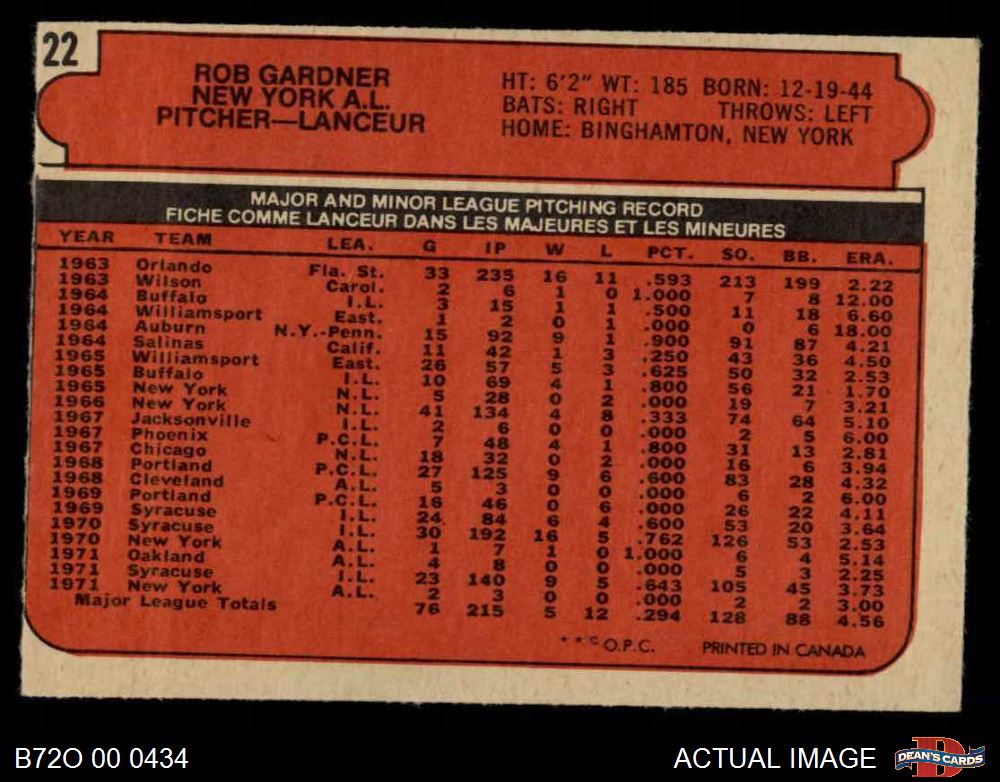 22
ROB GARDNER
NEW YORK A.L.
PITCHER—LANCEUR
HT: 6'2" WT: 185 BORN: 12-19-44
BATS: RIGHT THROWS: LEFT
HOME: BINGHAMTON, NEW YORK
MAJOR AND MINOR LEAGUE PITCHING RECORD
FICHE COMME LANCEUR DANS LES MAJEURES ET LES MINEURES
YEAR TEAM LEA. G IP W L PCT. SO. BB. ERA.
1963 Orlando Fla. St. 33 235 16 11 .593 213 199 2.22
1963 Wilson Carol. 2 6 1 0 1.000 7 8 12.00
1964 Buffalo I.L. 3 15 1 1 .500 11 18 6.60
1964 Williamsport East. 1 2 0 1 .000 0 6 18.00
1964 Auburn N.Y.-Penn. 15 92 9 1 .900 91 87 4.21
1964 Salinas Calif. 11 42 1 3 .250 43 36 4.50
1965 Williamsport East. 26 57 5 3 .625 50 32 2.53
1965 Buffalo I.L. 10 69 4 1 .800 56 21 1.70
1965 New York N.L. 5 28 0 2 .000 19 7 3.21
1966 New York N.L. 41 134 4 8 .333 74 64 5.10
1967 Jacksonville I.L. 2 6 0 0 .000 2 5 6.00
1967 Phoenix P.C.L. 7 48 4 1 .800 31 13 2.81
1967 Chicago N.L. 18 32 0 2 .000 16 6 3.94
1968 Portland P.C.L. 27 125 9 6 .600 83 28 4.32
1968 Cleveland A.L. 5 3 0 0 .000 6 2 6.00
1969 Portland P.C.L. 16 46 0 6 .000 26 22 4.11
1969 Syracuse I.L. 24 84 6 4 .600 53 20 3.64
1970 Syracuse I.L. 30 192 16 5 .762 126 53 2.53
1970 New York A.L. 1 7 1 0 1.000 6 4 5.14
1971 Oakland A.L. 4 8 0 0 .000 5 3 2.25
1971 Syracuse I.L. 23 140 9 5 .643 105 45 3.73
1971 New York A.L. 2 3 0 0 .000 2 2 3.00
Major League Totals 76 215 5 12 .294 128 88 4.56
**© O.P.C. PRINTED IN CANADA
B72O 00 0434
ACTUAL IMAGE
DEAN'S CARDS